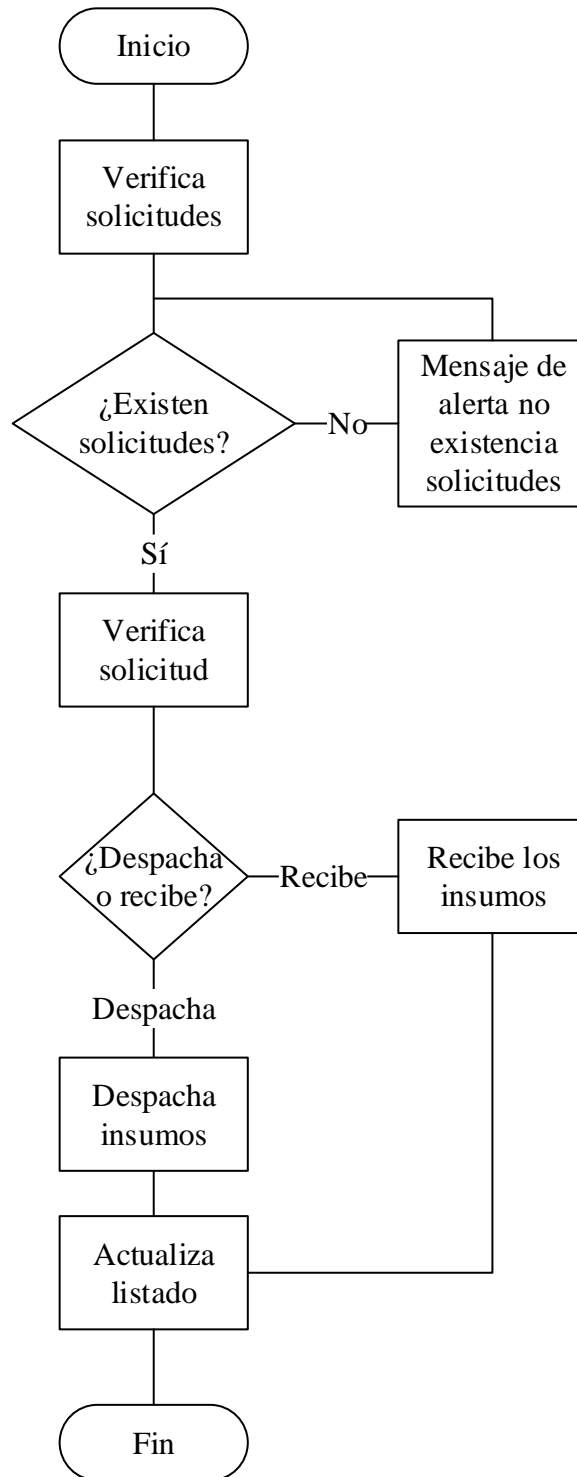 Inicio
Verifica
solicitudes
¿Existen
solicitudes?
No
Mensaje de
alerta no
existencia
solicitudes
Sí
Verifica
solicitud
¿Despacha
o recibe?
Recibe
Recibe los
insumos
Despacha
Despacha
insumos
Actualiza
listado
Fin